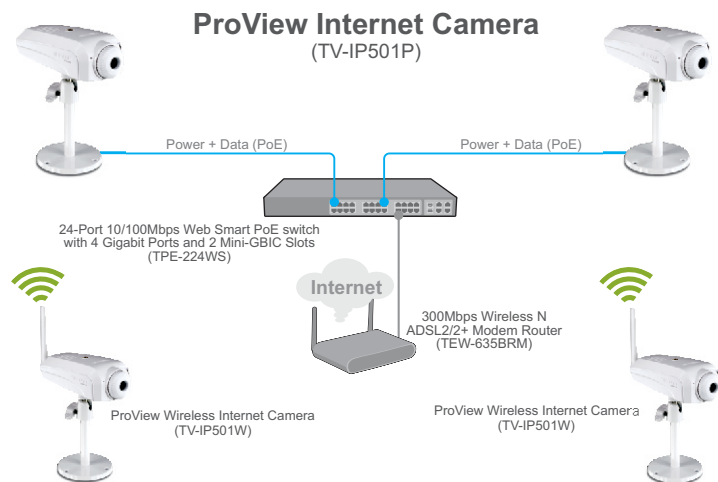 ProView Internet Camera
(TV-IP501P)
Power + Data (PoE)
Power + Data (PoE)
24-Port 10/100Mbps Web Smart PoE switch
with 4 Gigabit Ports and 2 Mini-GBIC Slots
(TPE-224WS)
Internet
300Mbps Wireless N
ADSL2/2+ Modem Router
(TEW-635BRM)
ProView Wireless Internet Camera
(TV-IP501W)
ProView Wireless Internet Camera
(TV-IP501W)